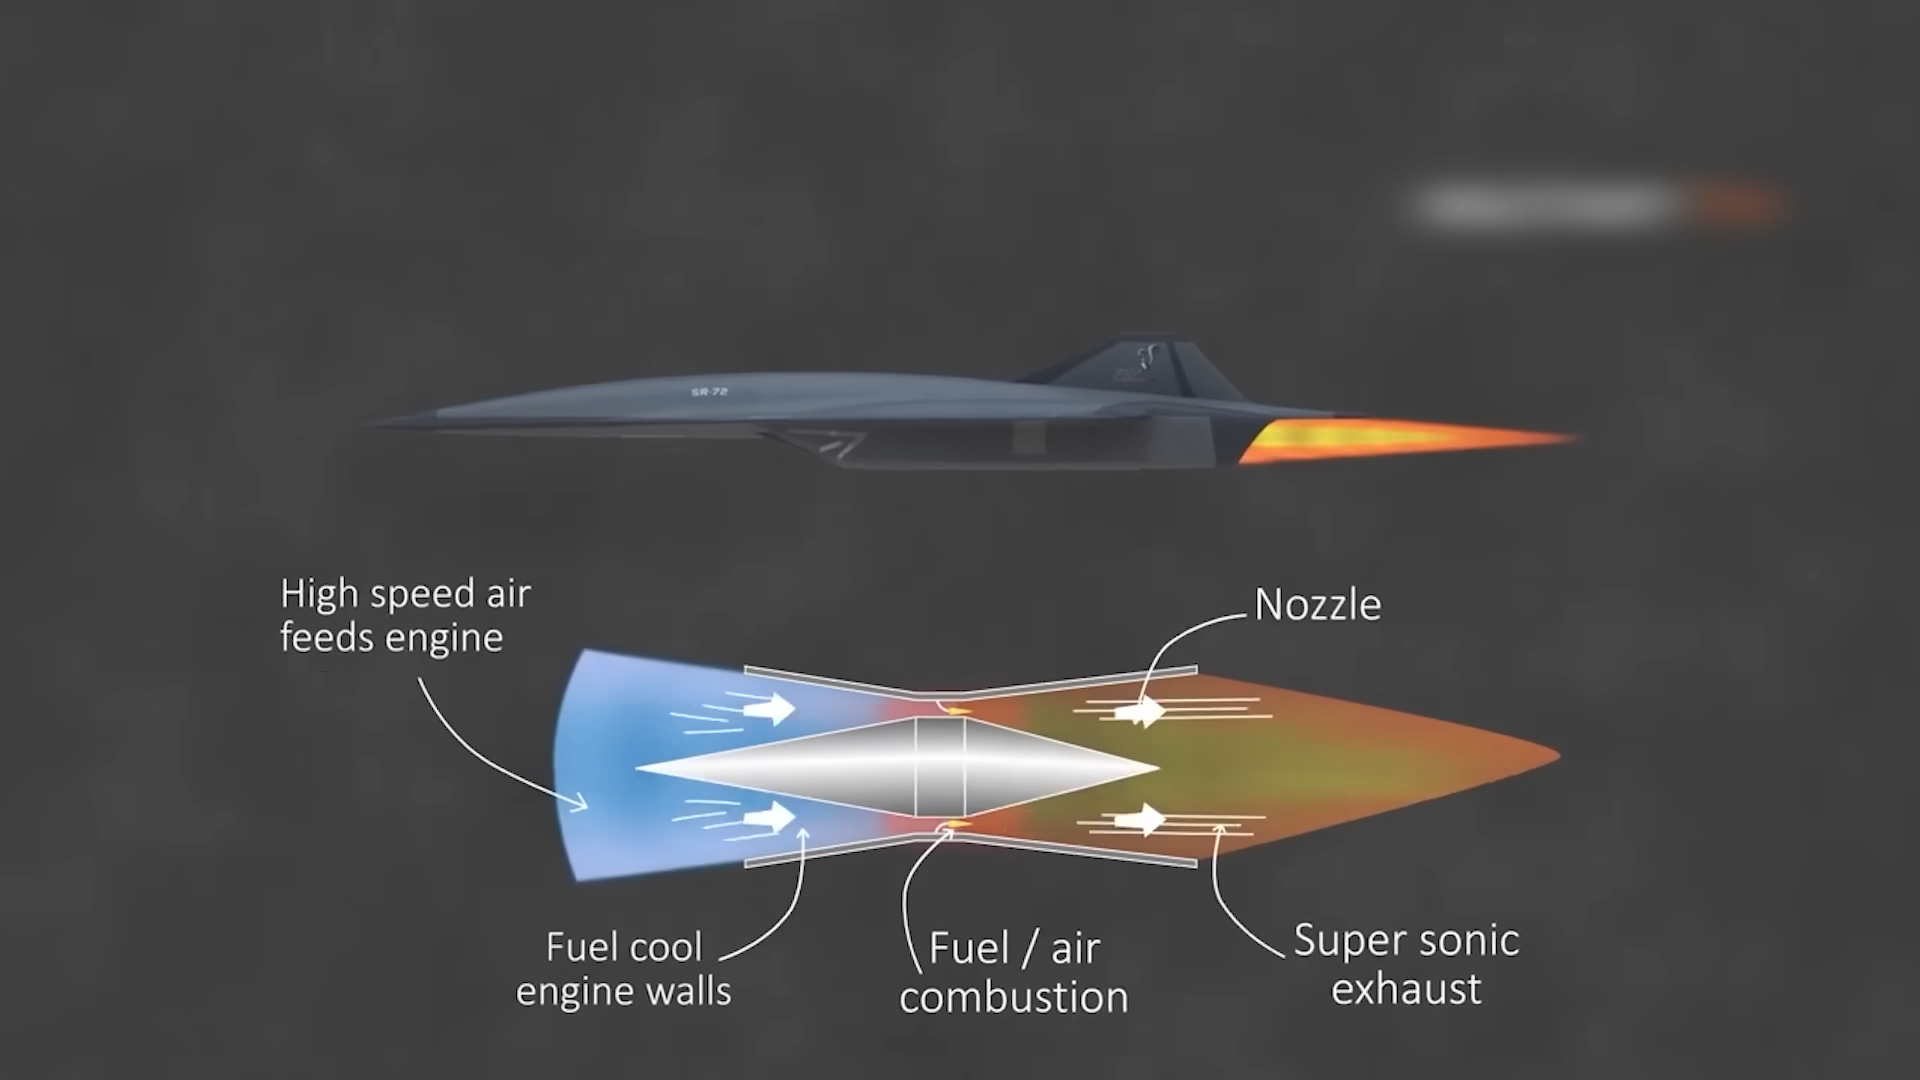 SR-72
High speed air
feeds engine
Nozzle
Fuel cool
engine walls
Fuel / air
combustion
Super sonic
exhaust